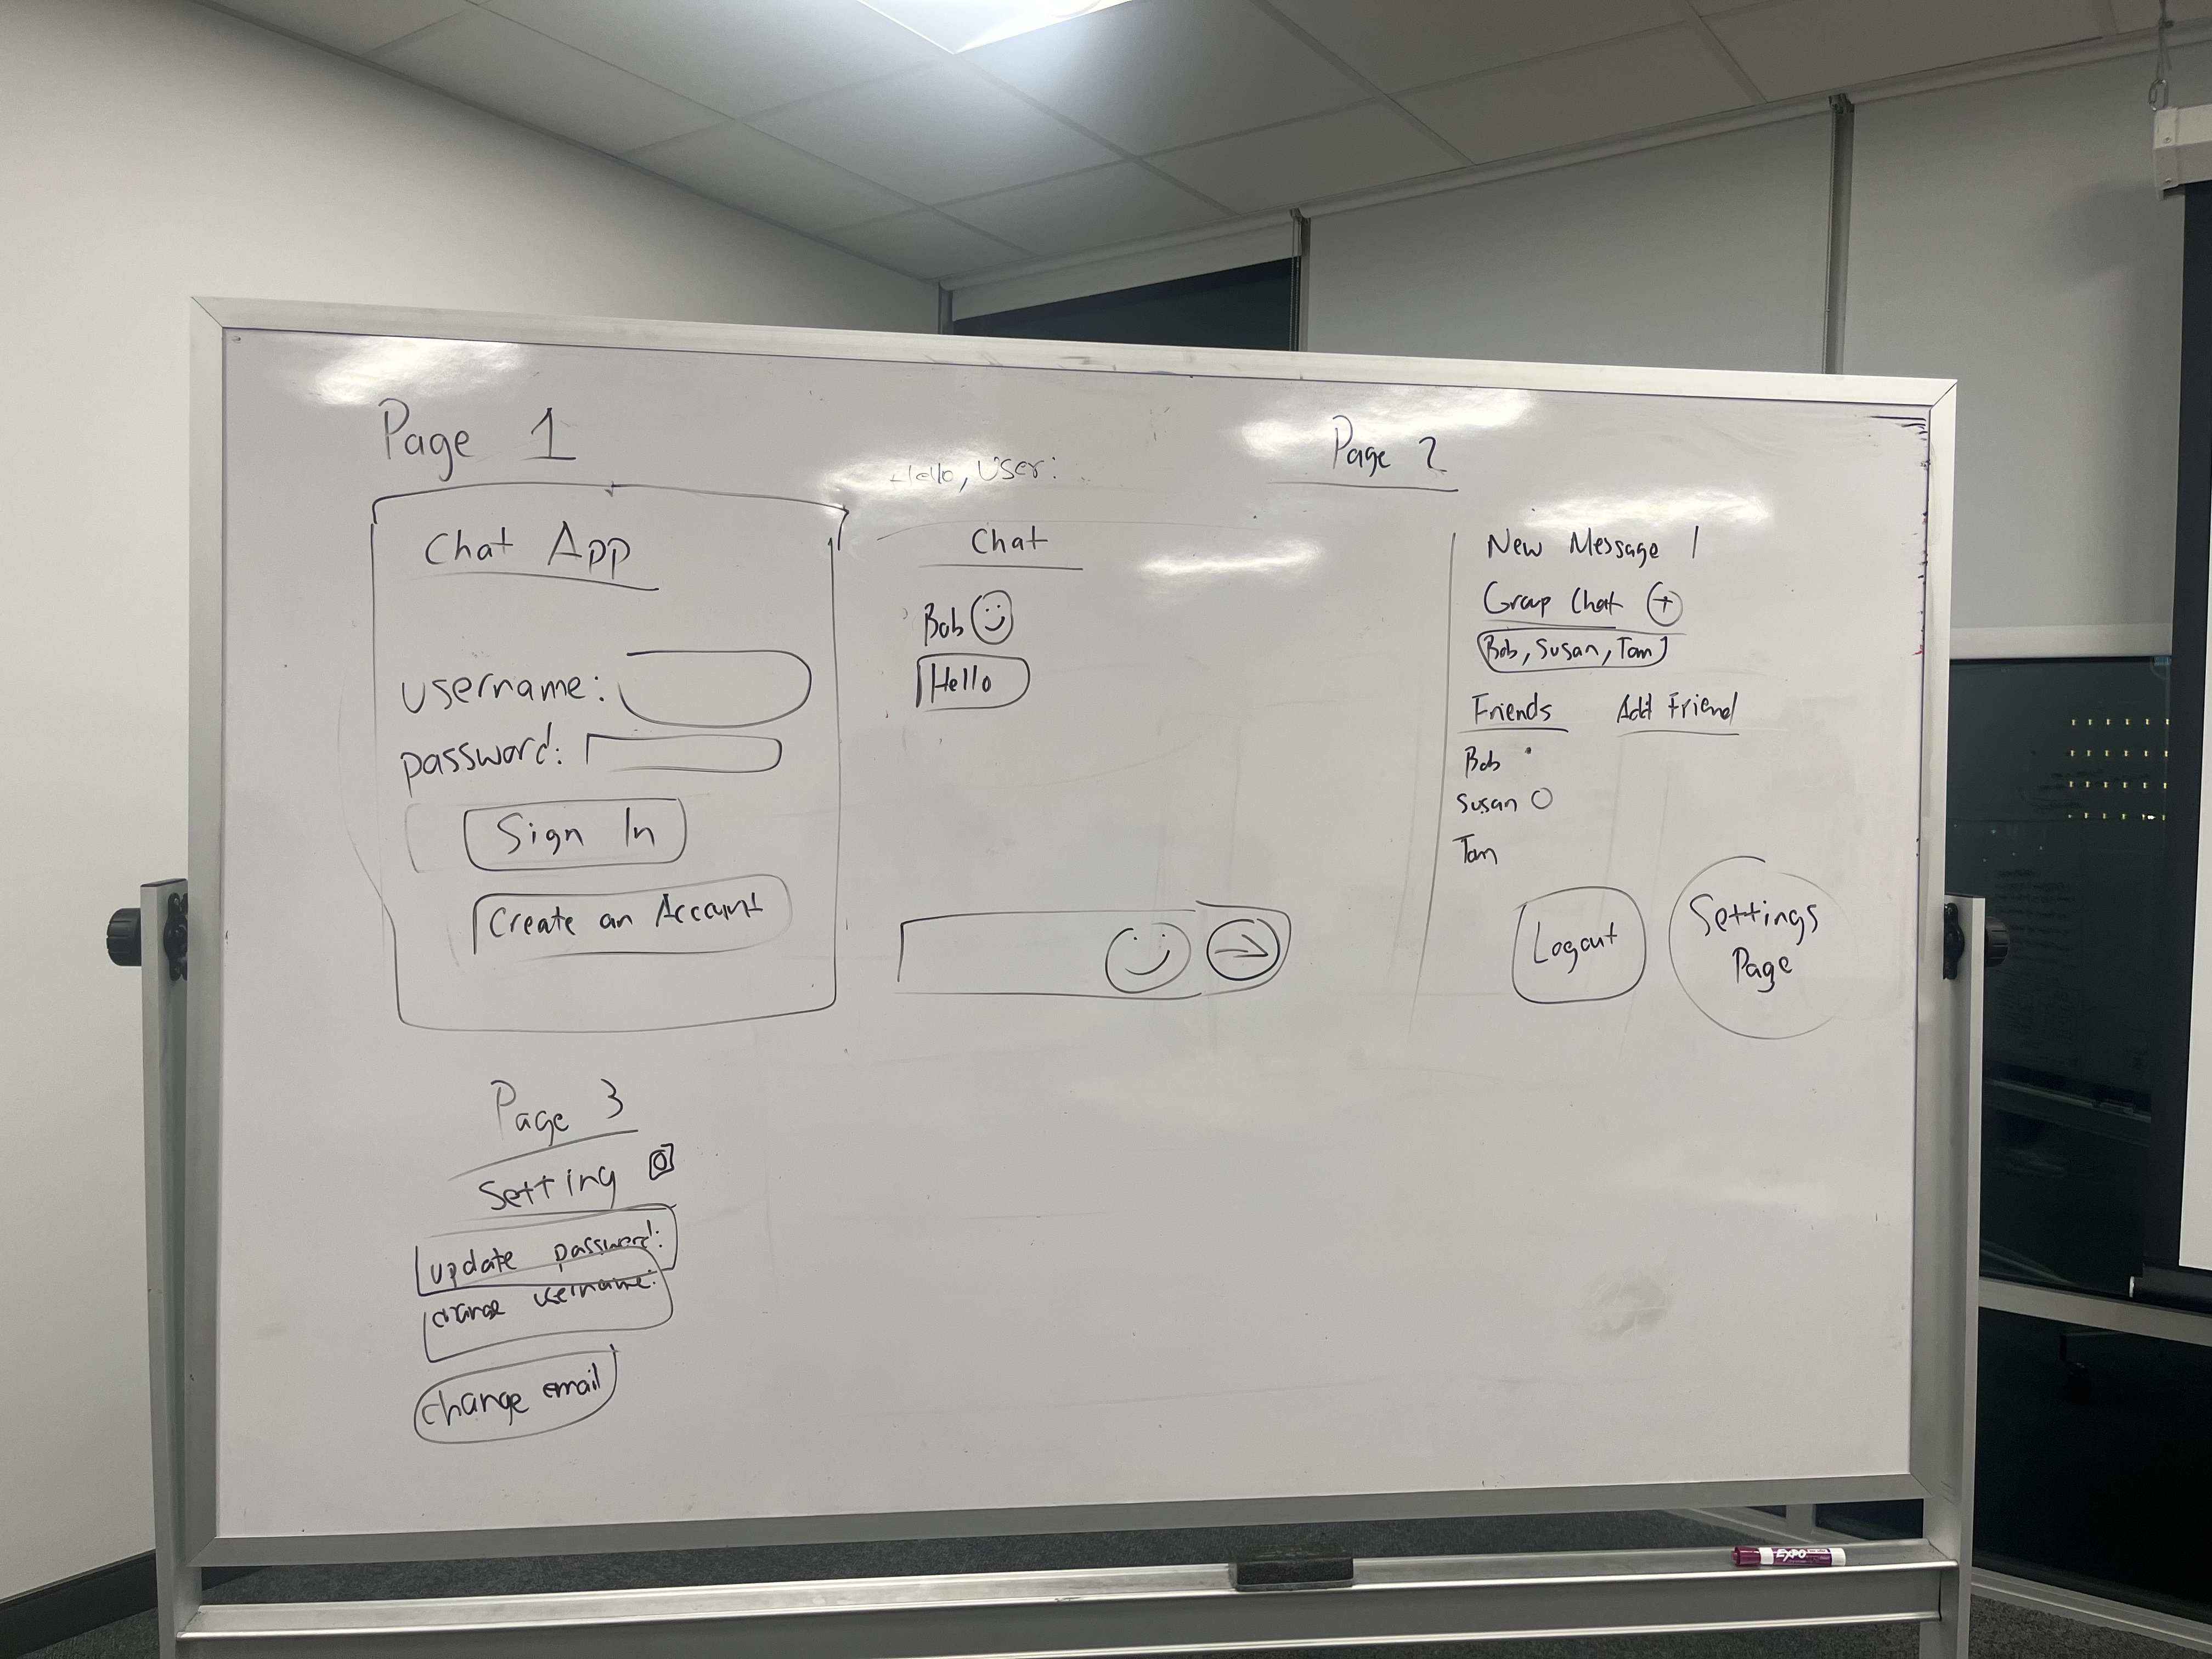 Page 1
Chat App
username:
password:
Sign In
Create an Account
Page 2
Hello, User:
Chat
Bob
Hello
New Message
Group Chat +
Bob, Susan, Tom
Friends Add Friend
Bob
Susan
Tom
Logout
Settings
Page
Page 3
Setting
update password:
change username:
change email
EXPO